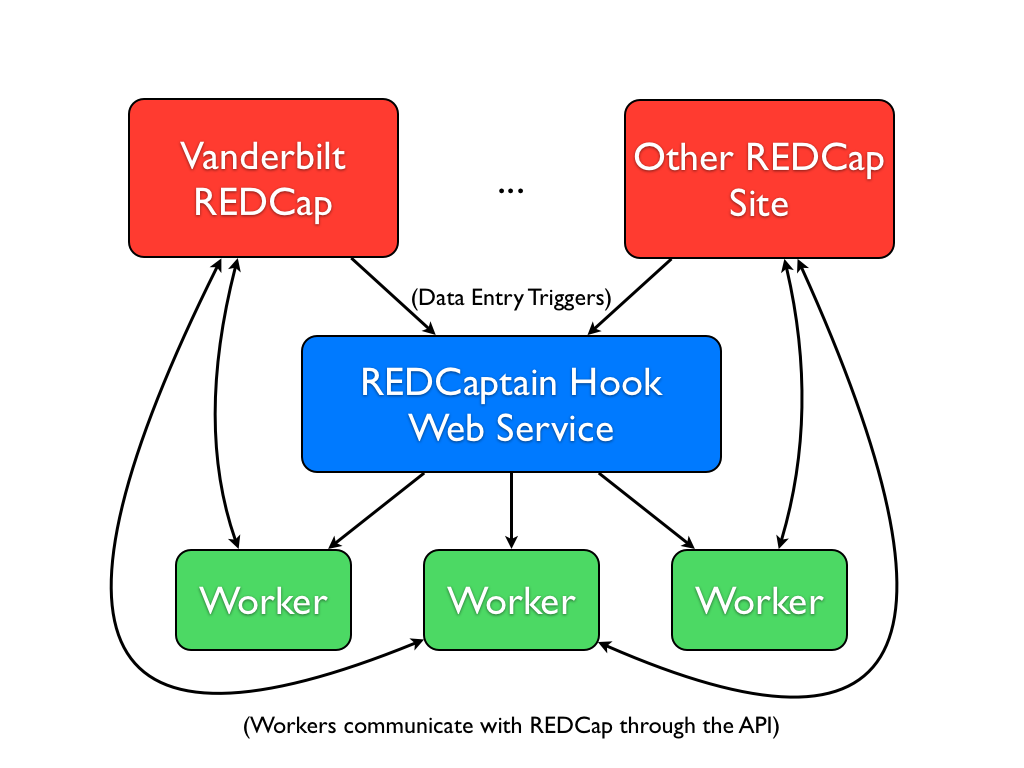 Vanderbilt
REDCap
...
Other REDCap
Site
(Data Entry Triggers)
REDCaptain Hook
Web Service
Worker
Worker
Worker
(Workers communicate with REDCap through the API)